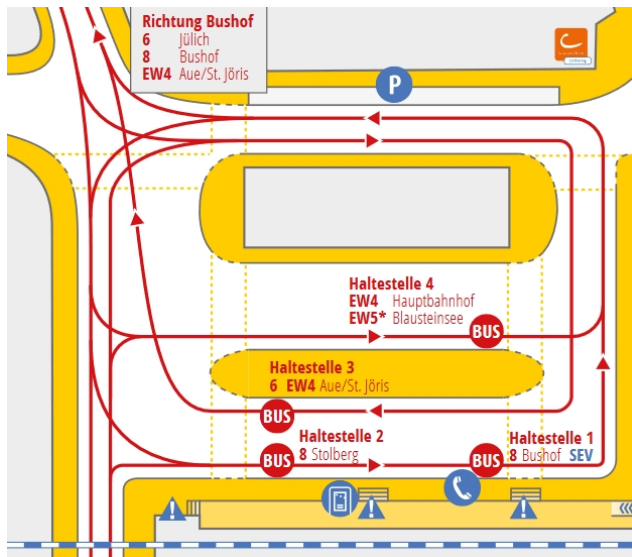 Richtung Bushof
6 Jülich
8 Bushof
EW4 Aue/St. Jöris
P
Haltestelle 4
EW4 Hauptbahnhof
EW5* Blausteinsee
BUS
Haltestelle 3
6 EW4 Aue/St. Jöris
BUS
Haltestelle 2
8 Stolberg
BUS
Haltestelle 1
8 Bushof SEV
BUS